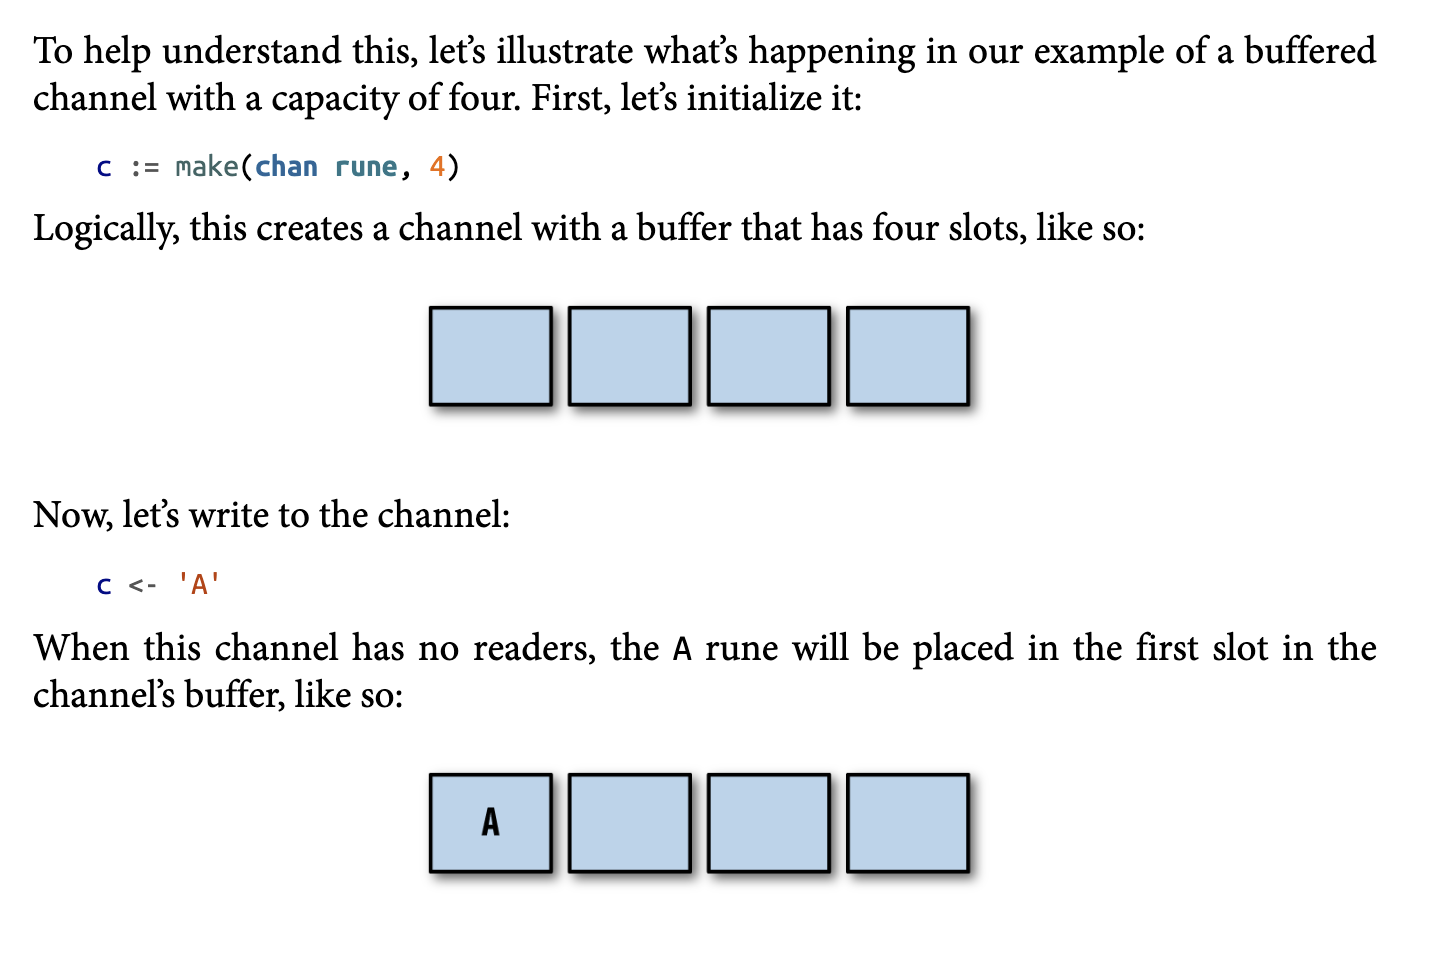 To help understand this, let’s illustrate what’s happening in our example of a buffered
channel with a capacity of four. First, let’s initialize it:
c := make(chan rune, 4)
Logically, this creates a channel with a buffer that has four slots, like so:
Now, let’s write to the channel:
c <- 'A'
When this channel has no readers, the A rune will be placed in the first slot in the
channel’s buffer, like so:
A